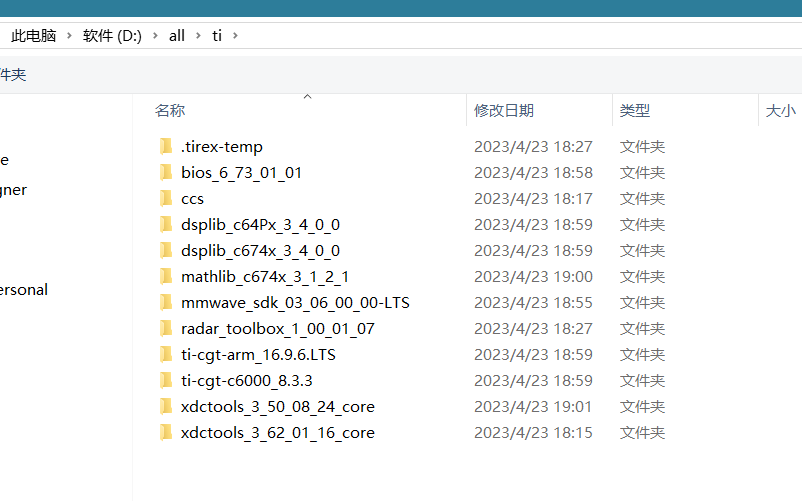 此电脑 > 软件 (D:) > all > ti >
件夹
名称 修改日期 类型 大小
.tirex-temp 2023/4/23 18:27 文件夹
e
bios_6_73_01_01 2023/4/23 18:58 文件夹
gner
ccs 2023/4/23 18:17 文件夹
dsplib_c64Px_3_4_0_0 2023/4/23 18:59 文件夹
dsplib_c674x_3_4_0_0 2023/4/23 18:59 文件夹
mathlib_c674x_3_1_2_1 2023/4/23 19:00 文件夹
ersonal
mmwave_sdk_03_06_00_00-LTS 2023/4/23 18:55 文件夹
radar_toolbox_1_00_01_07 2023/4/23 18:27 文件夹
ti-cgt-arm_16.9.6.LTS 2023/4/23 18:59 文件夹
ti-cgt-c6000_8.3.3 2023/4/23 18:59 文件夹
xdctools_3_50_08_24_core 2023/4/23 19:01 文件夹
xdctools_3_62_01_16_core 2023/4/23 18:15 文件夹